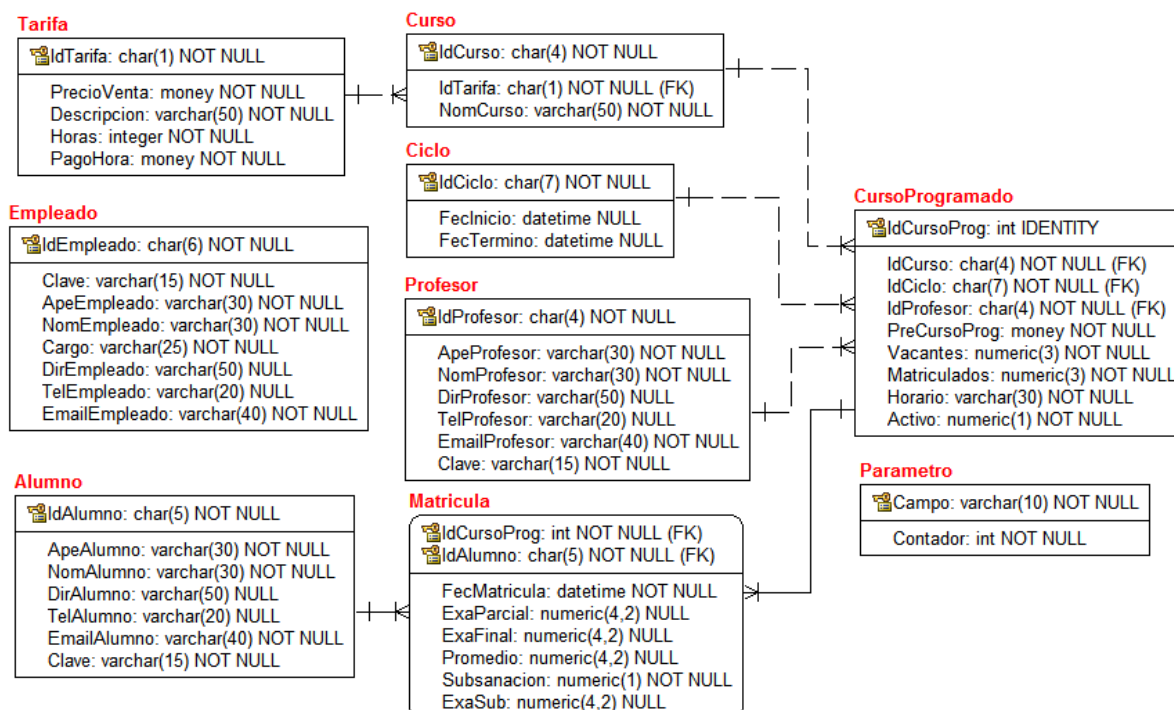 Tarifa
IdTarifa: char(1) NOT NULL
PrecioVenta: money NOT NULL
Descripcion: varchar(50) NOT NULL
Horas: integer NOT NULL
PagoHora: money NOT NULL
Curso
IdCurso: char(4) NOT NULL
IdTarifa: char(1) NOT NULL (FK)
NomCurso: varchar(50) NOT NULL
Ciclo
IdCiclo: char(7) NOT NULL
FecInicio: datetime NULL
FecTermino: datetime NULL
Empleado
IdEmpleado: char(6) NOT NULL
Clave: varchar(15) NOT NULL
ApeEmpleado: varchar(30) NOT NULL
NomEmpleado: varchar(30) NOT NULL
Cargo: varchar(25) NOT NULL
DirEmpleado: varchar(50) NULL
TelEmpleado: varchar(20) NULL
EmailEmpleado: varchar(40) NOT NULL
Profesor
IdProfesor: char(4) NOT NULL
ApeProfesor: varchar(30) NOT NULL
NomProfesor: varchar(30) NOT NULL
DirProfesor: varchar(50) NULL
TelProfesor: varchar(20) NULL
EmailProfesor: varchar(40) NOT NULL
Clave: varchar(15) NOT NULL
CursoProgramado
IdCursoProg: int IDENTITY
IdCurso: char(4) NOT NULL (FK)
IdCiclo: char(7) NOT NULL (FK)
IdProfesor: char(4) NOT NULL (FK)
PreCursoProg: money NOT NULL
Vacantes: numeric(3) NOT NULL
Matriculados: numeric(3) NOT NULL
Horario: varchar(30) NOT NULL
Activo: numeric(1) NOT NULL
Alumno
IdAlumno: char(5) NOT NULL
ApeAlumno: varchar(30) NOT NULL
NomAlumno: varchar(30) NOT NULL
DirAlumno: varchar(50) NULL
TelAlumno: varchar(20) NULL
EmailAlumno: varchar(40) NOT NULL
Clave: varchar(15) NOT NULL
Matricula
IdCursoProg: int NOT NULL (FK)
IdAlumno: char(5) NOT NULL (FK)
FecMatricula: datetime NOT NULL
ExaParcial: numeric(4,2) NULL
ExaFinal: numeric(4,2) NULL
Promedio: numeric(4,2) NULL
Subsanacion: numeric(1) NOT NULL
ExaSub: numeric(4,2) NULL
Parametro
Campo: varchar(10) NOT NULL
Contador: int NOT NULL